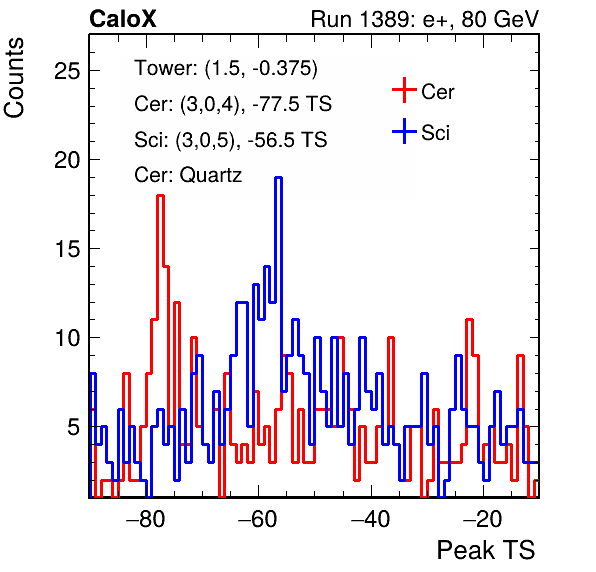 CaloX Run 1389: e+, 80 GeV
Counts
Tower: (1.5, -0.375)
Cer: (3,0,4), -77.5 TS
Sci: (3,0,5), -56.5 TS
Cer: Quartz
Cer
Sci
25
20
15
10
5
−80 −60 −40 −20
Peak TS